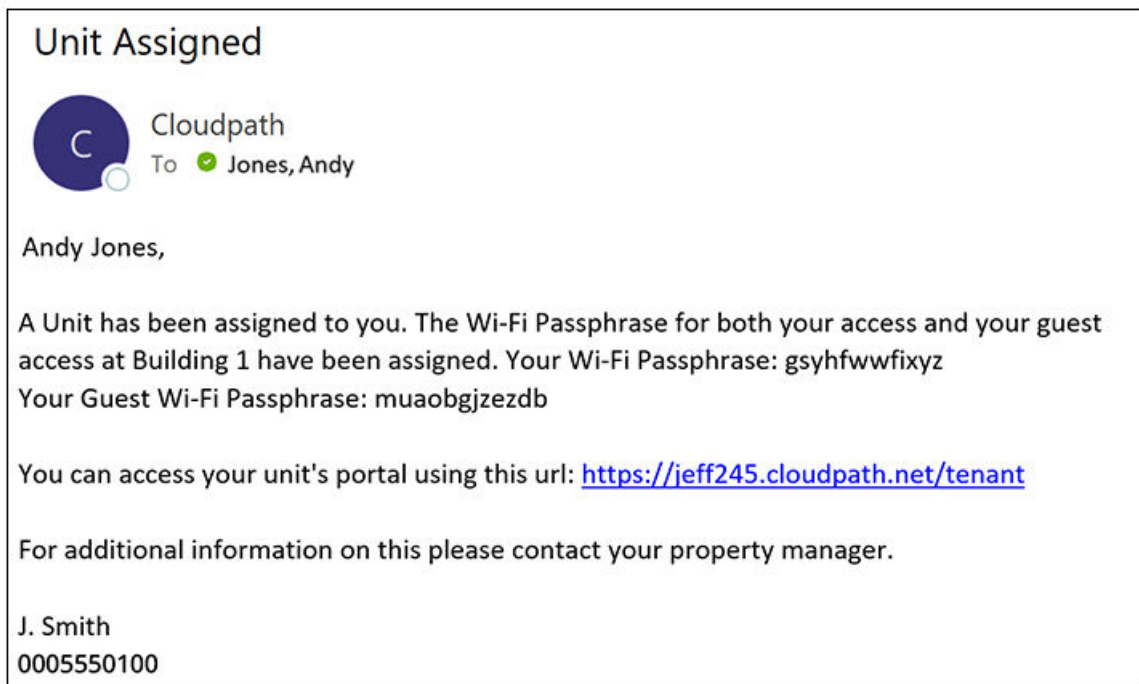 Unit Assigned
C
Cloudpath
To Jones, Andy
Andy Jones,
A Unit has been assigned to you. The Wi-Fi Passphrase for both your access and your guest
access at Building 1 have been assigned. Your Wi-Fi Passphrase: gsyhfwwfixyz
Your Guest Wi-Fi Passphrase: muaobgjzezdb
You can access your unit's portal using this url: https://jeff245.cloudpath.net/tenant
For additional information on this please contact your property manager.
J. Smith
0005550100